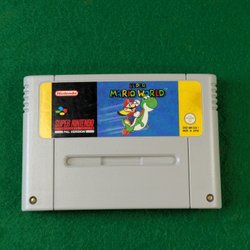 Nintendo
SUPER
MARIO WORLD
SUPER NINTENDO
PAL VERSION